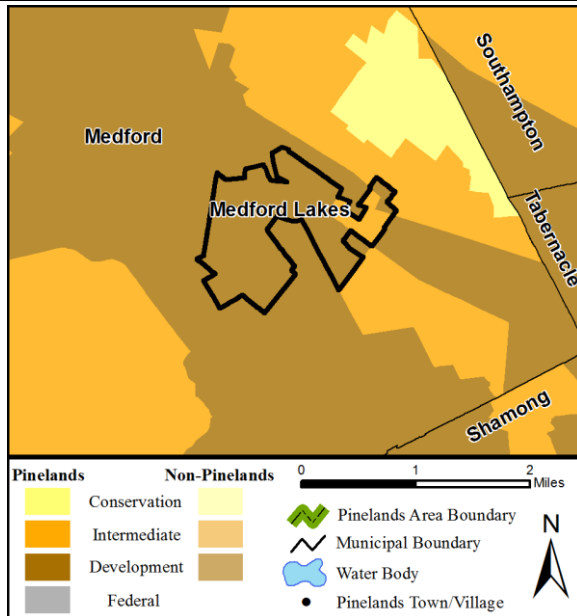 Southampton
Medford
Medford Lakes
Tabernacle
Shamong
Pinelands Non-Pinelands
Conservation
Intermediate
Development
Federal
0 1 2
Miles
Pinelands Area Boundary
Municipal Boundary
Water Body
Pinelands Town/Village
N